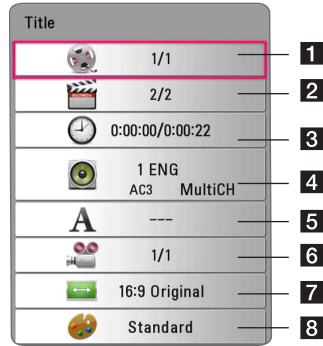 Title
1/1 1
2/2 2
0:00:00/0:00:22 3
1 ENG
AC3 MultiCH 4
A --- 5
1/1 6
16:9 Original 7
Standard 8